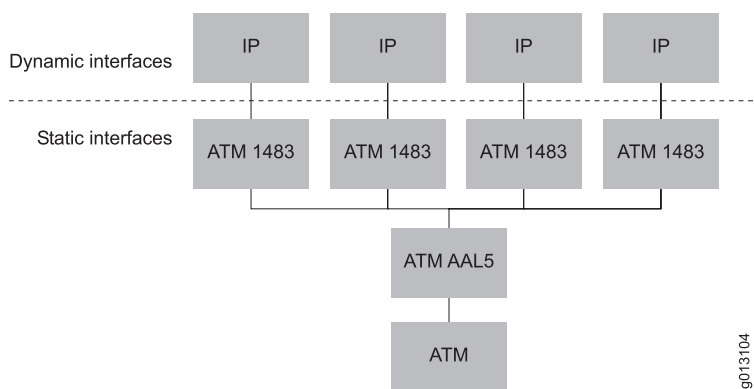 IP IP IP IP
Dynamic interfaces
Static interfaces
ATM 1483 ATM 1483 ATM 1483 ATM 1483
ATM AAL5
ATM
g013104